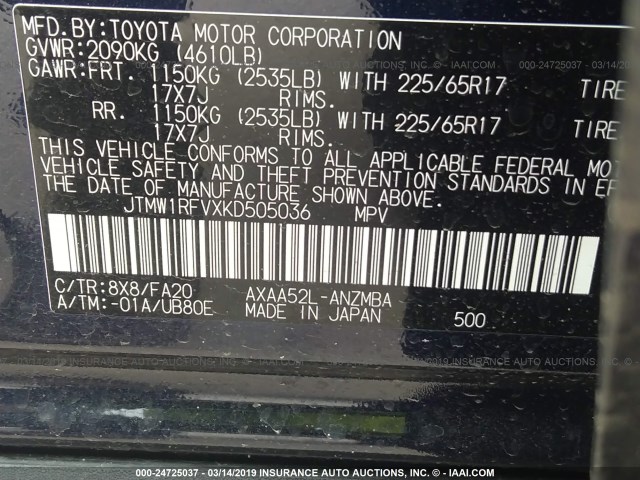 MFD.BY:TOYOTA MOTOR CORPORATION
GVWR:2090KG (4610LB)
GAWR:FRT. 1150KG (2535LB) WITH 225/65R17 TIRE
17X7J RIMS.
RR. 1150KG (2535LB) WITH 225/65R17 TIRE
17X7J RIMS.
THIS VEHICLE CONFORMS TO ALL APPLICABLE FEDERAL MOT
VEHICLE SAFETY AND THEFT PREVENTION STANDARDS IN EF
THE DATE OF MANUFACTURE SHOWN ABOVE.
JTMW1RFVXKD505036 MPV
C/TR:8X8/FA20 AXAA52L-ANZMBA
A/TM:-01A/UB80E MADE IN JAPAN 500
000-24725037 - 03/14/2019 INSURANCE AUTO AUCTIONS, INC. - © - IAAI.COM